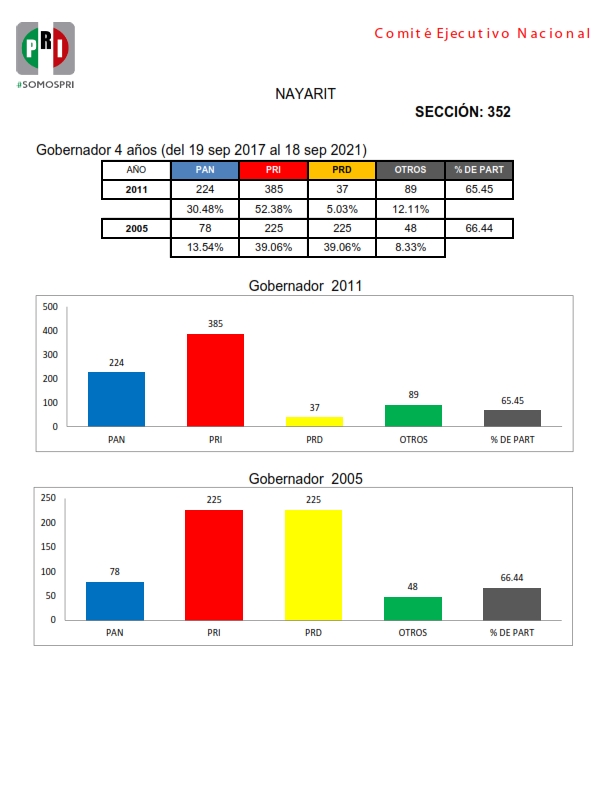 PRI
#SOMOSPRI
Comité Ejecutivo Nacional
NAYARIT
SECCIÓN: 352
Gobernador 4 años (del 19 sep 2017 al 18 sep 2021)
AÑO PAN PRI PRD OTROS % DE PART
2011 224 385 37 89 65.45
30.48% 52.38% 5.03% 12.11%
2005 78 225 225 48 66.44
13.54% 39.06% 39.06% 8.33%
Gobernador 2011
500
400
300
200
100
0
224
385
37
89
65.45
PAN PRI PRD OTROS % DE PART
Gobernador 2005
250
200
150
100
50
0
78
225
225
48
66.44
PAN PRI PRD OTROS % DE PART